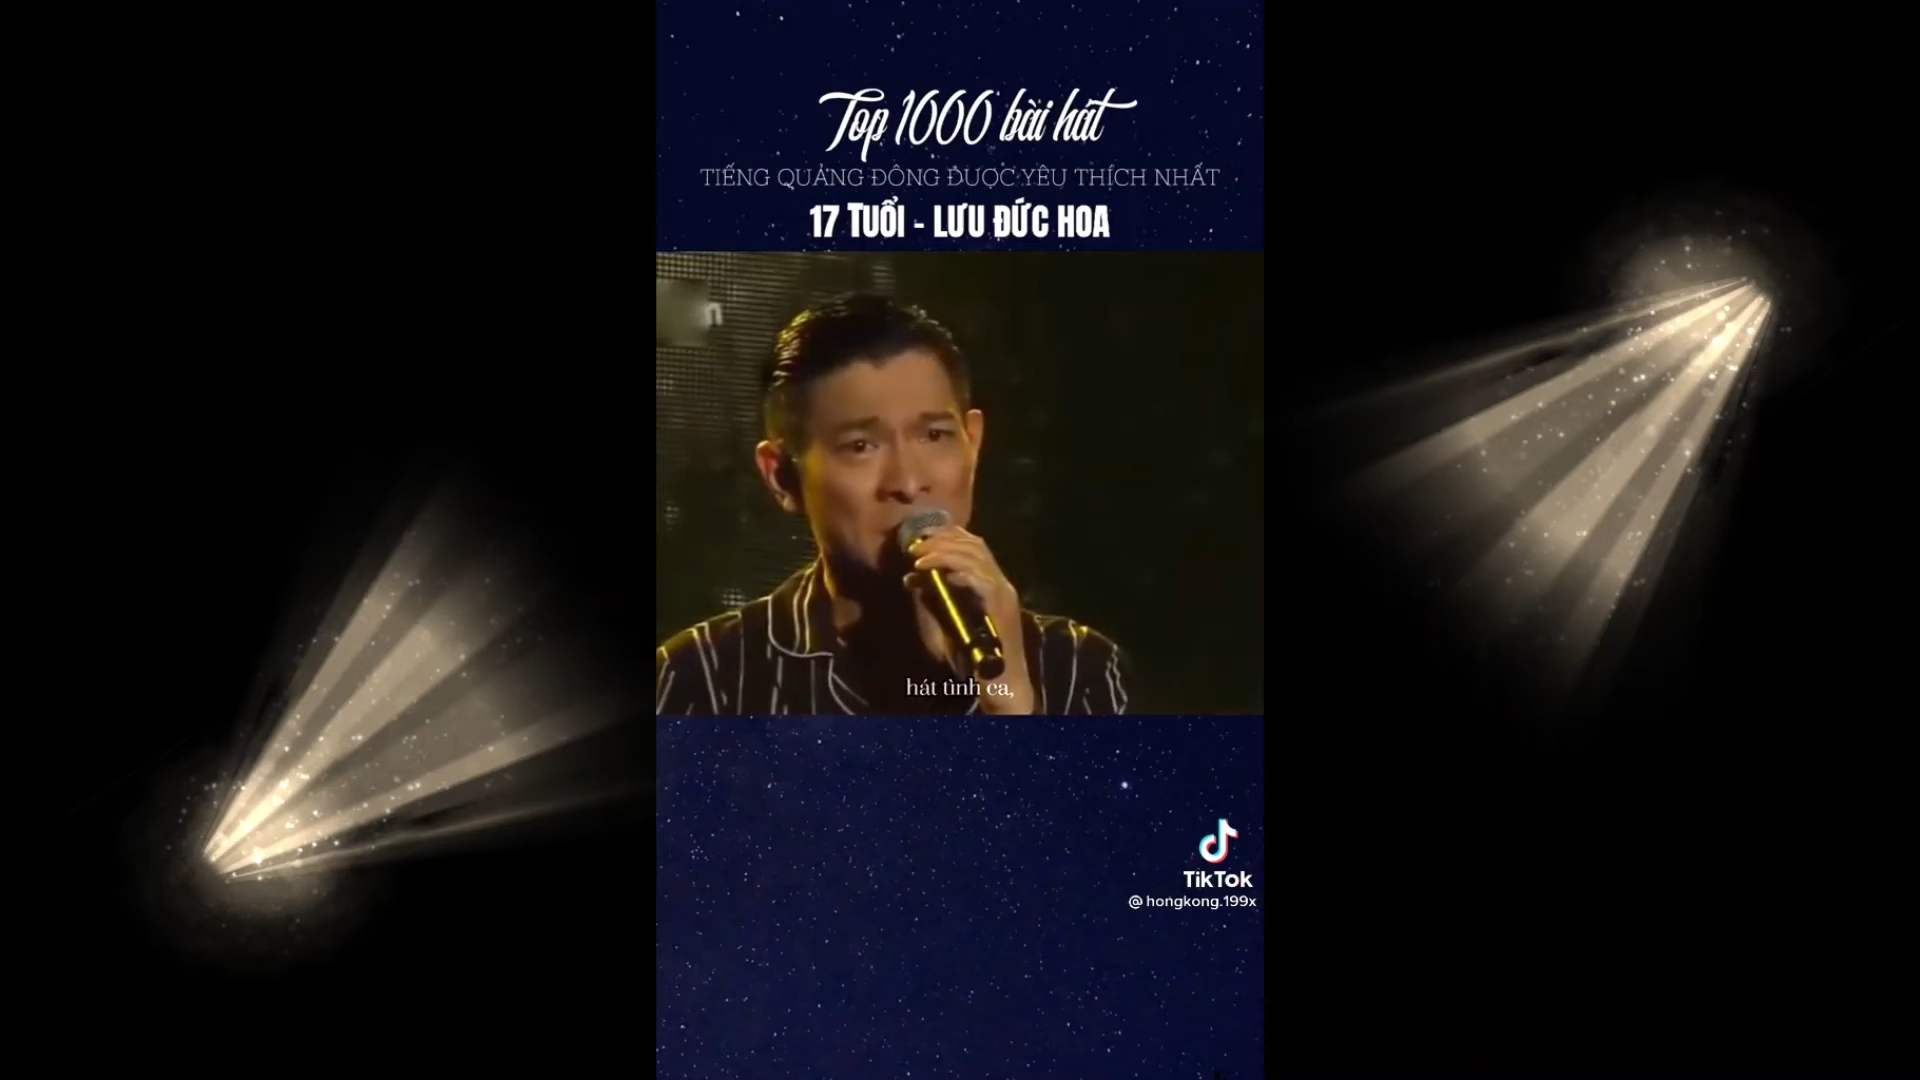 Top 1000 bài hát
TIẾNG QUẢNG ĐÔNG ĐƯỢC YÊU THÍCH NHẤT
17 TUỔI - LƯU ĐỨC HOA
n
hát tình ca,
TikTok
@hongkong.199x